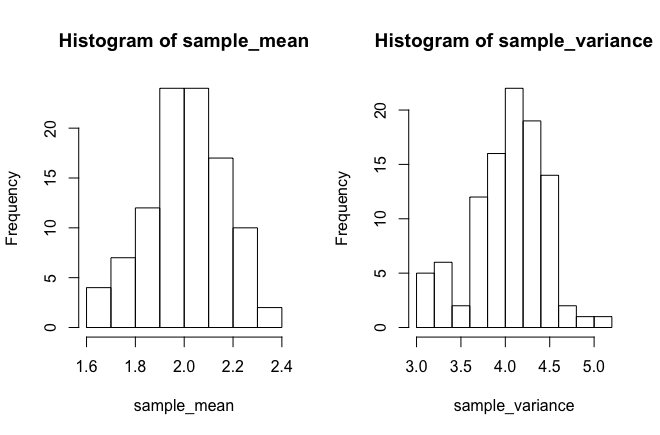 Histogram of sample_mean
Frequency
0
5
10
15
20
1.6 1.8 2.0 2.2 2.4
sample_mean
Histogram of sample_variance
Frequency
0
5
10
15
20
3.0 3.5 4.0 4.5 5.0
sample_variance